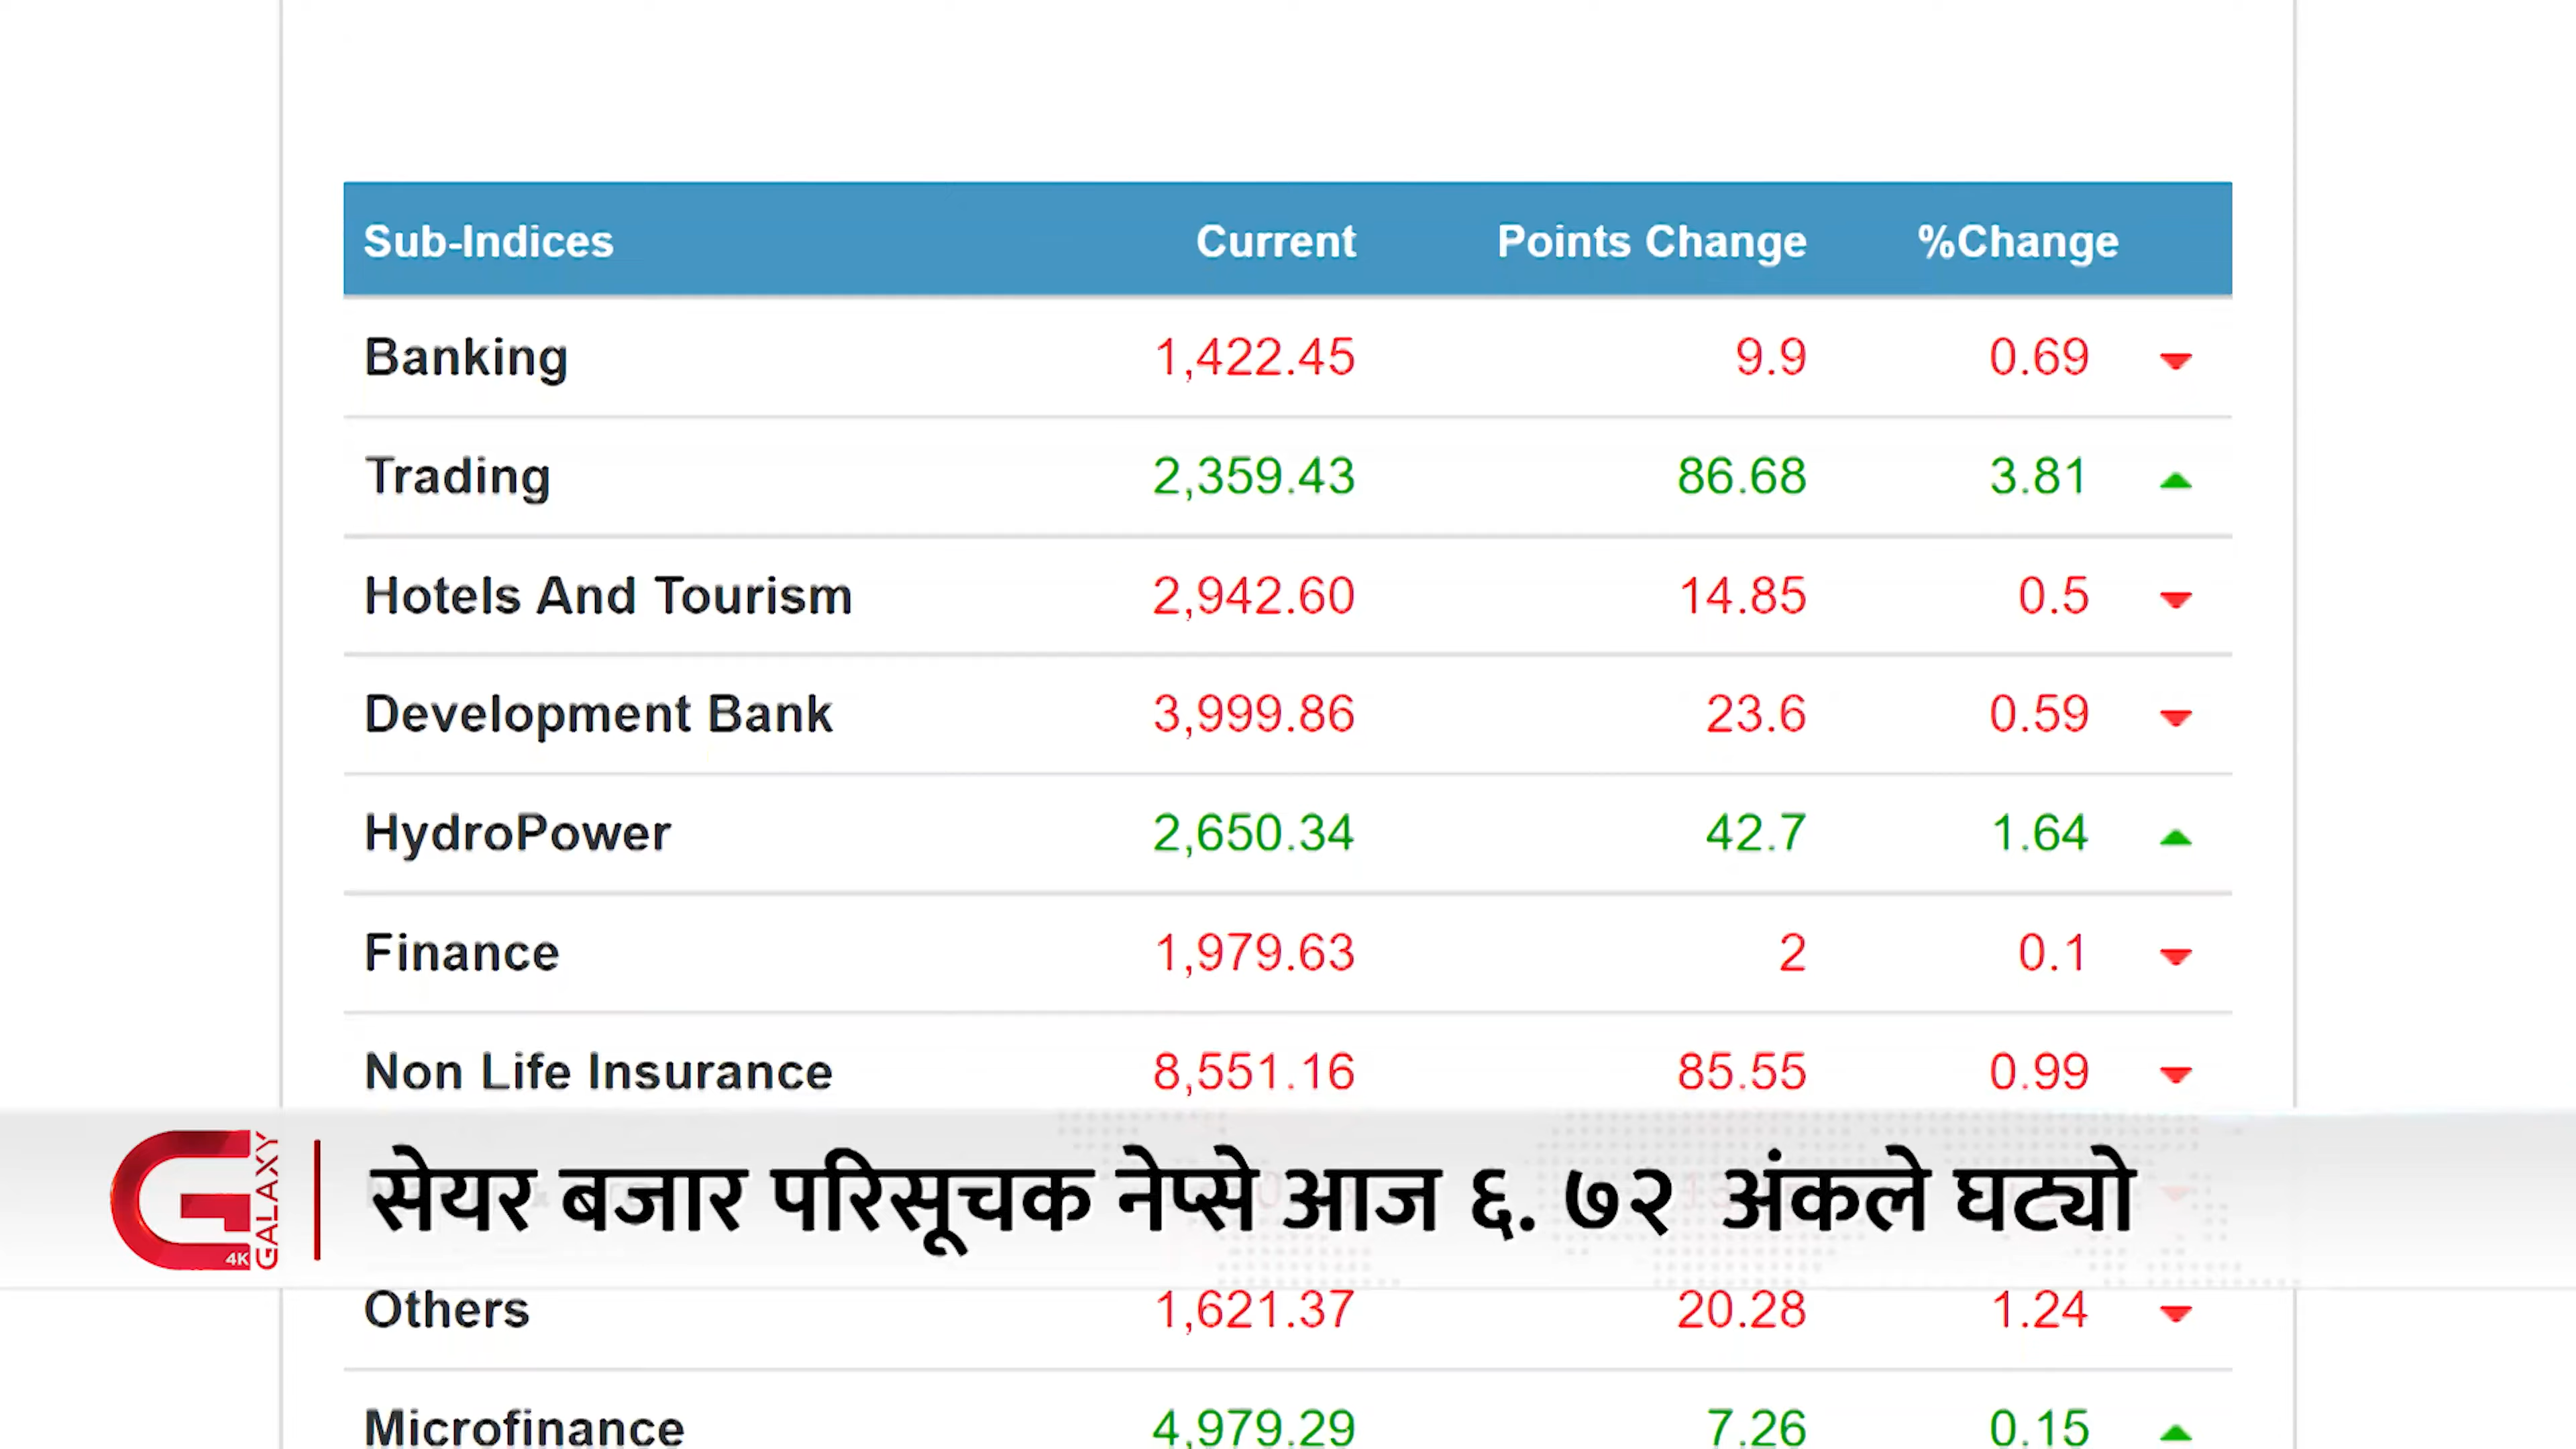 Sub-Indices Current Points Change %Change
Banking 1,422.45 9.9 0.69
Trading 2,359.43 86.68 3.81
Hotels And Tourism 2,942.60 14.85 0.5
Development Bank 3,999.86 23.6 0.59
HydroPower 2,650.34 42.7 1.64
Finance 1,979.63 2 0.1
Non Life Insurance 8,551.16 85.55 0.99
GALAXY 4K
सेयर बजार परिसूचक नेप्से आज ६. ७२ अंकले घट्यो
Others 1,621.37 20.28 1.24
Microfinance 4,979.29 7.26 0.15